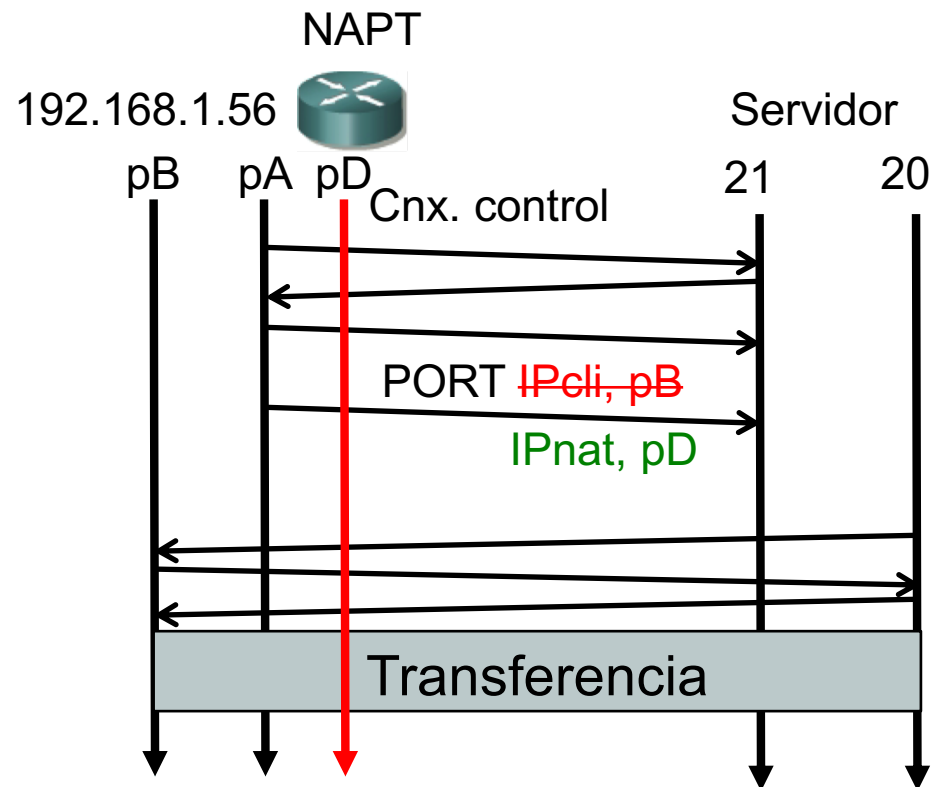 NAPT
192.168.1.56
Servidor
pB
pA
pD
21
20
Cnx. control
PORT IPcli, pB
IPnat, pD
Transferencia